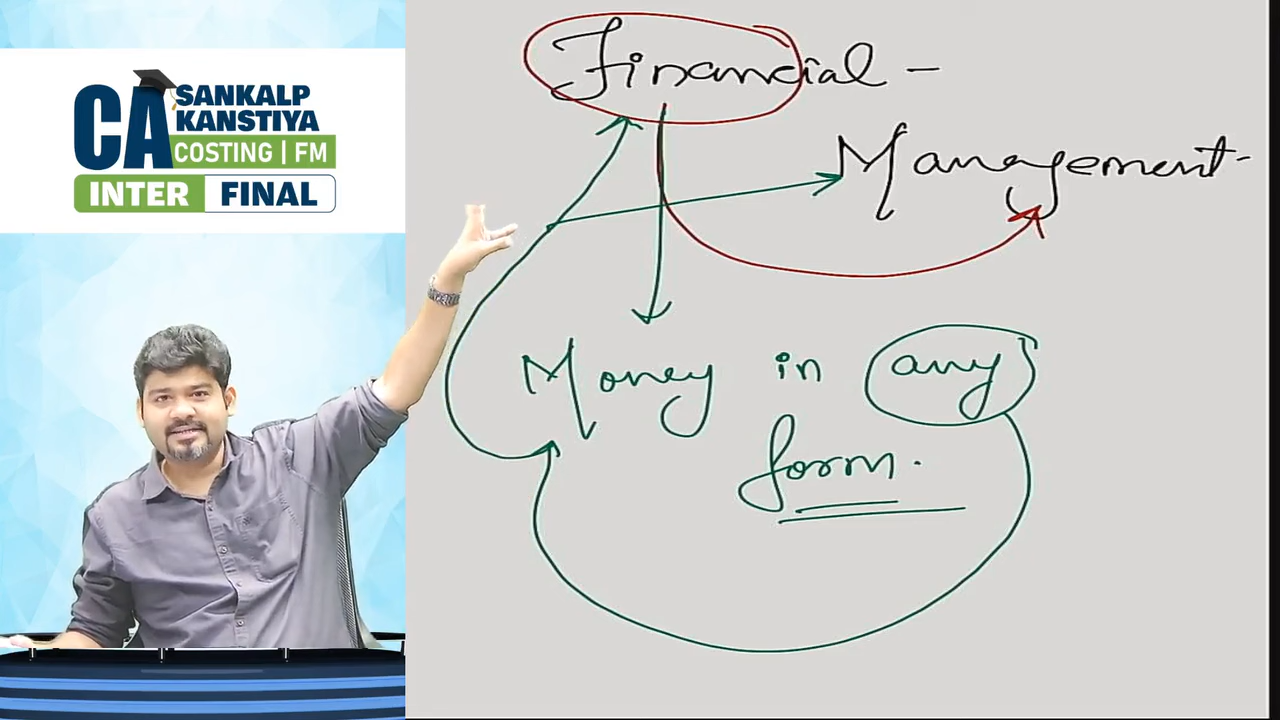 CA SANKALP
KANSTIYA
COSTING | FM
INTER FINAL
Financial -
Management.
Money in any
form.